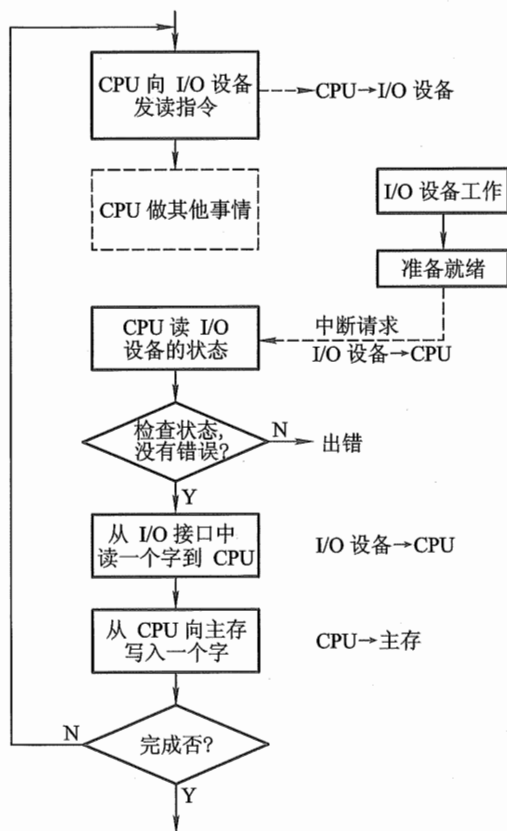 CPU 向 I/O 设备
发读指令
CPU→I/O 设备
CPU 做其他事情
I/O 设备工作
准备就绪
中断请求
I/O 设备→CPU
CPU 读 I/O
设备的状态
检查状态,
没有错误?
N
出错
Y
从 I/O 接口中
读一个字到 CPU
I/O 设备→CPU
从 CPU 向主存
写入一个字
CPU→主存
N
完成否?
Y